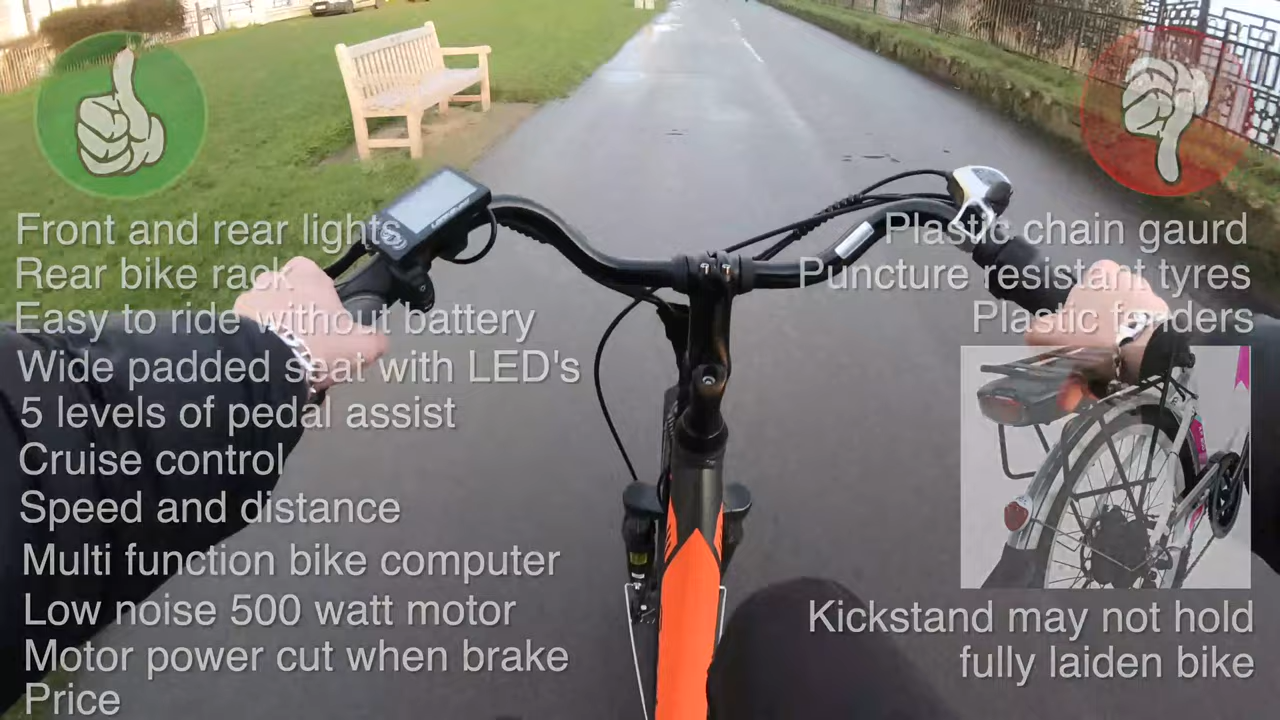 Front and rear lights
Rear bike rack
Easy to ride without battery
Wide padded seat with LED's
5 levels of pedal assist
Cruise control
Speed and distance
Multi function bike computer
Low noise 500 watt motor
Motor power cut when brake
Price
Plastic chain gaurd
Puncture resistant tyres
Plastic fenders
Kickstand may not hold
fully laiden bike